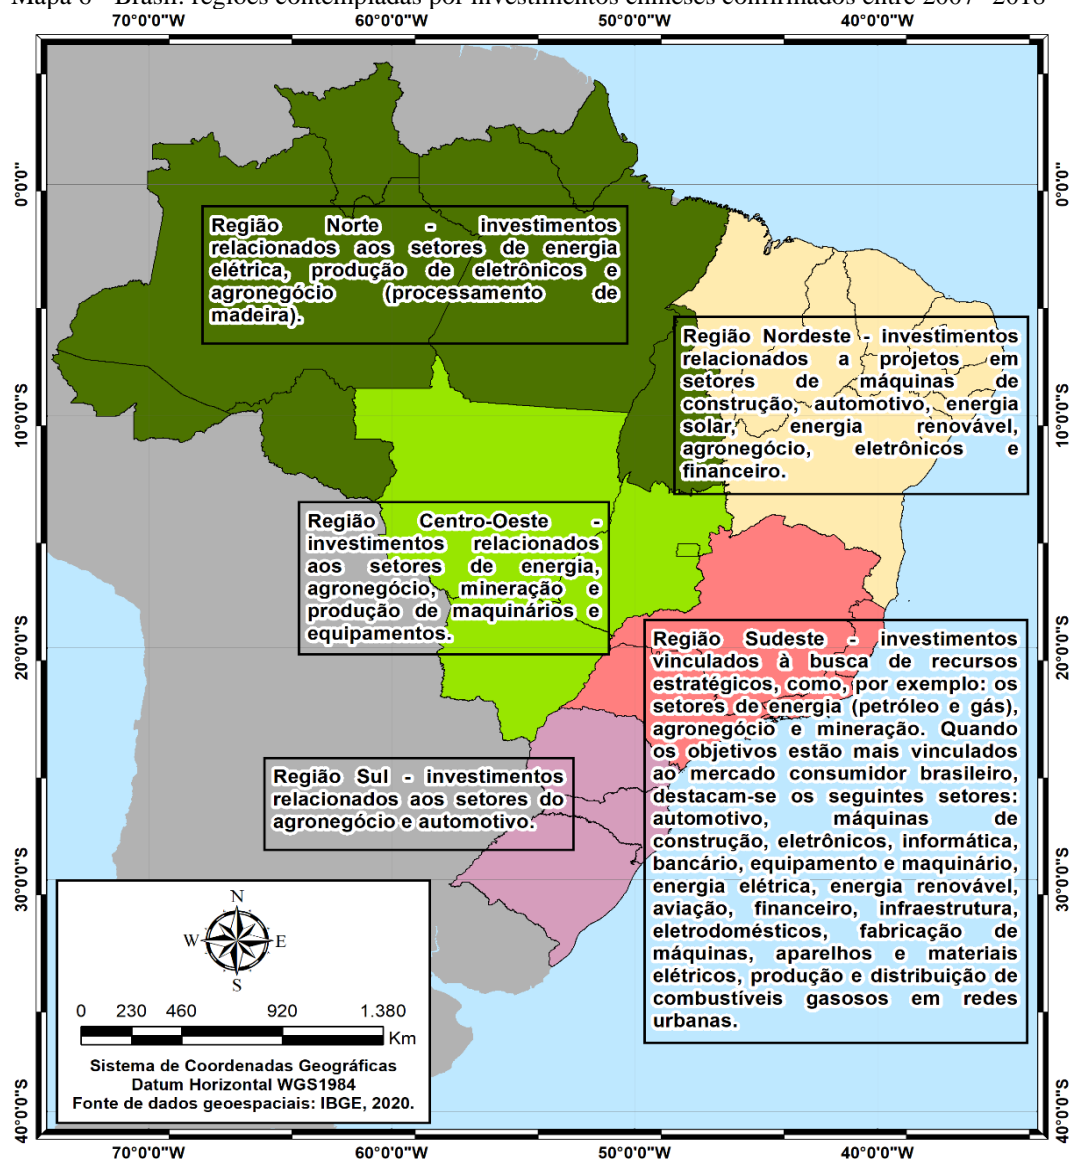 Mapa 6 - Brasil: regiões contempladas por investimentos chineses confirmados entre 2007- 2018
70°0'0"W 60°0'0"W 50°0'0"W 40°0'0"W
0°0'0" 0°0'0"
Região Norte - investimentos
relacionados aos setores de energia
elétrica, produção de eletrônicos e
agronegócio (processamento de
madeira).
Região Nordeste - investimentos
relacionados a projetos em
setores de máquinas de
construção, automotivo, energia
solar, energia renovável,
agronegócio, eletrônicos e
financeiro.
10°0'0"S 10°0'0"S
Região Centro-Oeste -
investimentos relacionados
aos setores de energia,
agronegócio, mineração e
produção de maquinários e
equipamentos.
20°0'0"S 20°0'0"S
Região Sudeste - investimentos
vinculados à busca de recursos
estratégicos, como, por exemplo: os
setores de energia (petróleo e gás),
agronegócio e mineração. Quando
os objetivos estão mais vinculados
ao mercado consumidor brasileiro,
destacam-se os seguintes setores:
automotivo, máquinas de
construção, eletrônicos, informática,
bancário, equipamento e maquinário,
energia elétrica, energia renovável,
aviação, financeiro, infraestrutura,
eletrodomésticos, fabricação de
máquinas, aparelhos e materiais
elétricos, produção e distribuição de
combustíveis gasosos em redes
urbanas.
Região Sul - investimentos
relacionados aos setores do
agronegócio e automotivo.
30°0'0"S 30°0'0"S
N
W E
S
0 230 460 920 1.380
Km
Sistema de Coordenadas Geográficas
Datum Horizontal WGS1984
Fonte de dados geoespaciais: IBGE, 2020.
40°0'0"S 40°0'0"S
70°0'0"W 60°0'0"W 50°0'0"W 40°0'0"W